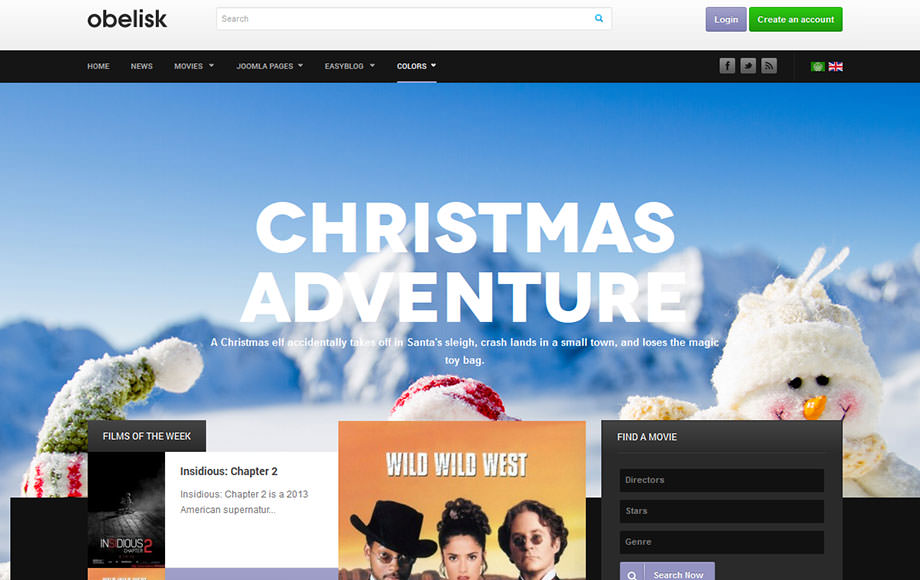 obelisk
Search
Login
Create an account
HOME
NEWS
MOVIES
JOOMLA PAGES
EASYBLOG
COLORS
CHRISTMAS
ADVENTURE
A Christmas elf accidentally takes off in Santa's sleigh, crash lands in a small town, and loses the magic
toy bag.
FILMS OF THE WEEK
Insidious: Chapter 2
Insidious: Chapter 2 is a 2013
American supernatur...
INSIDIOUS
CHAPTER 2
WILD WILD WEST
FIND A MOVIE
Directors
Stars
Genre
Search Now